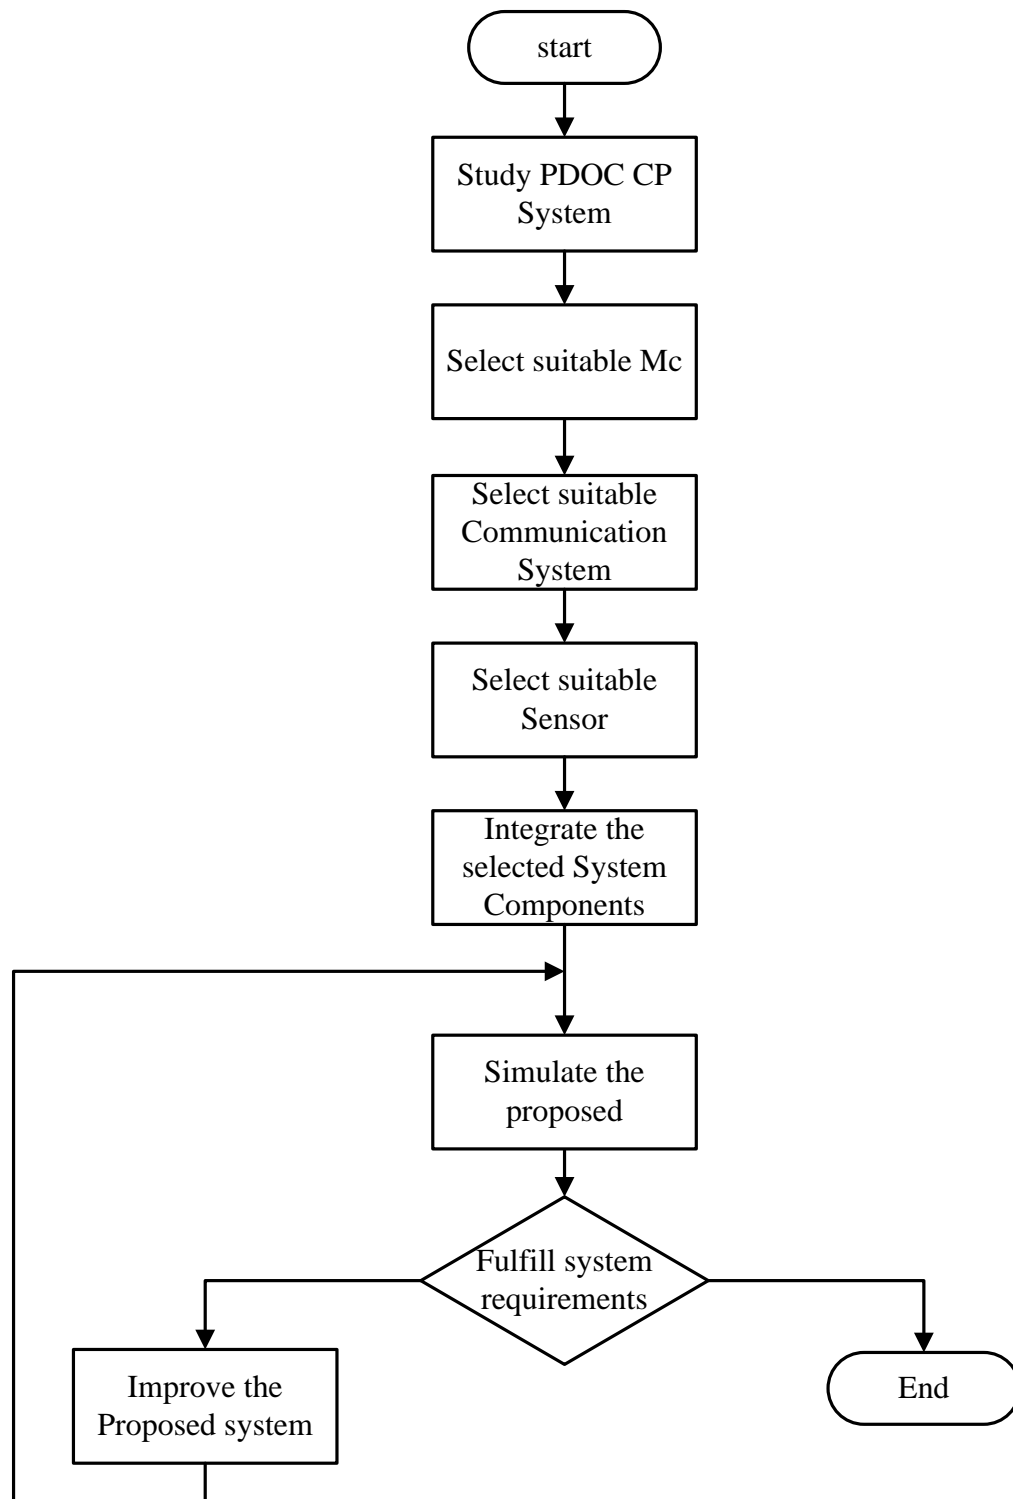 start
Study PDOC CP
System
Select suitable Mc
Select suitable
Communication
System
Select suitable
Sensor
Integrate the
selected System
Components
Simulate the
proposed
Fulfill system
requirements
Improve the
Proposed system
End